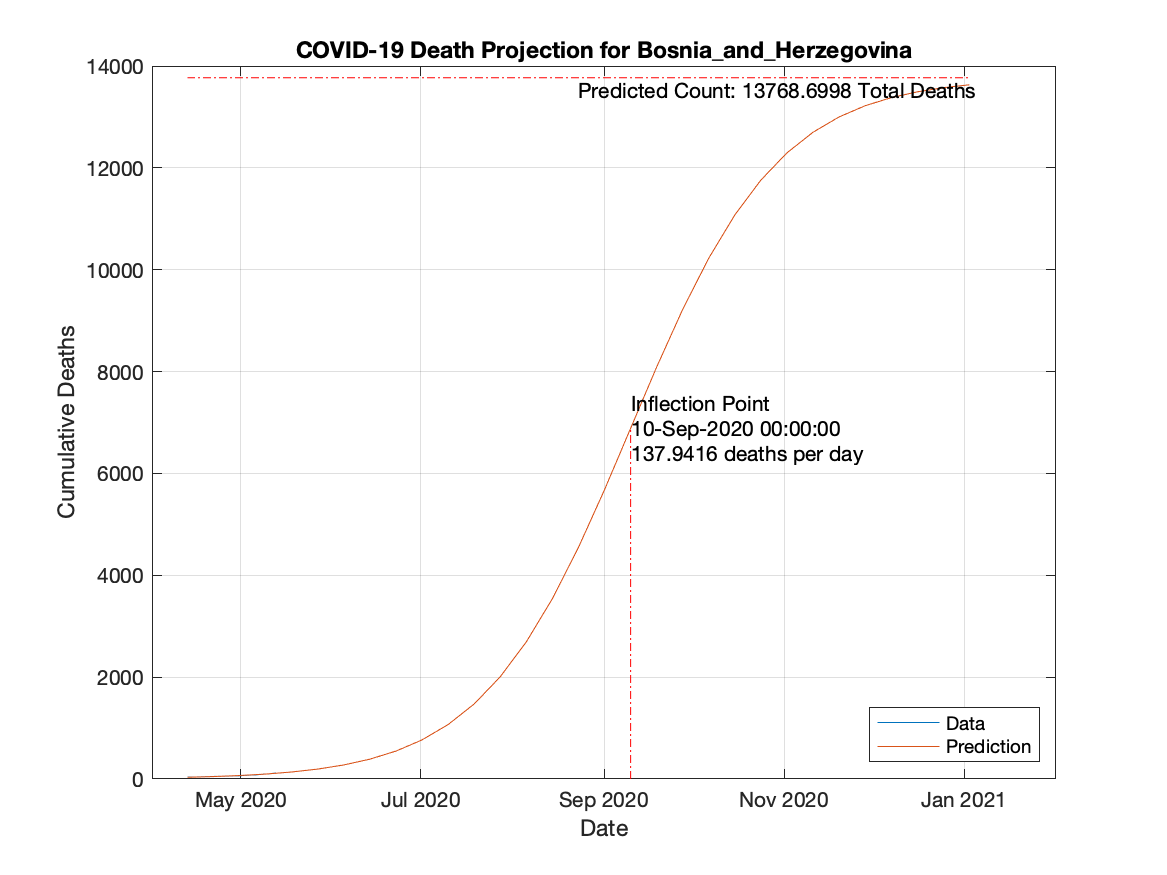 COVID-19 Death Projection for Bosnia_and_Herzegovina
14000
Predicted Count: 13768.6998 Total Deaths
12000
10000
8000
Inflection Point
10-Sep-2020 00:00:00
137.9416 deaths per day
6000
4000
2000
0
Cumulative Deaths
Data
Prediction
May 2020
Jul 2020
Sep 2020
Nov 2020
Jan 2021
Date